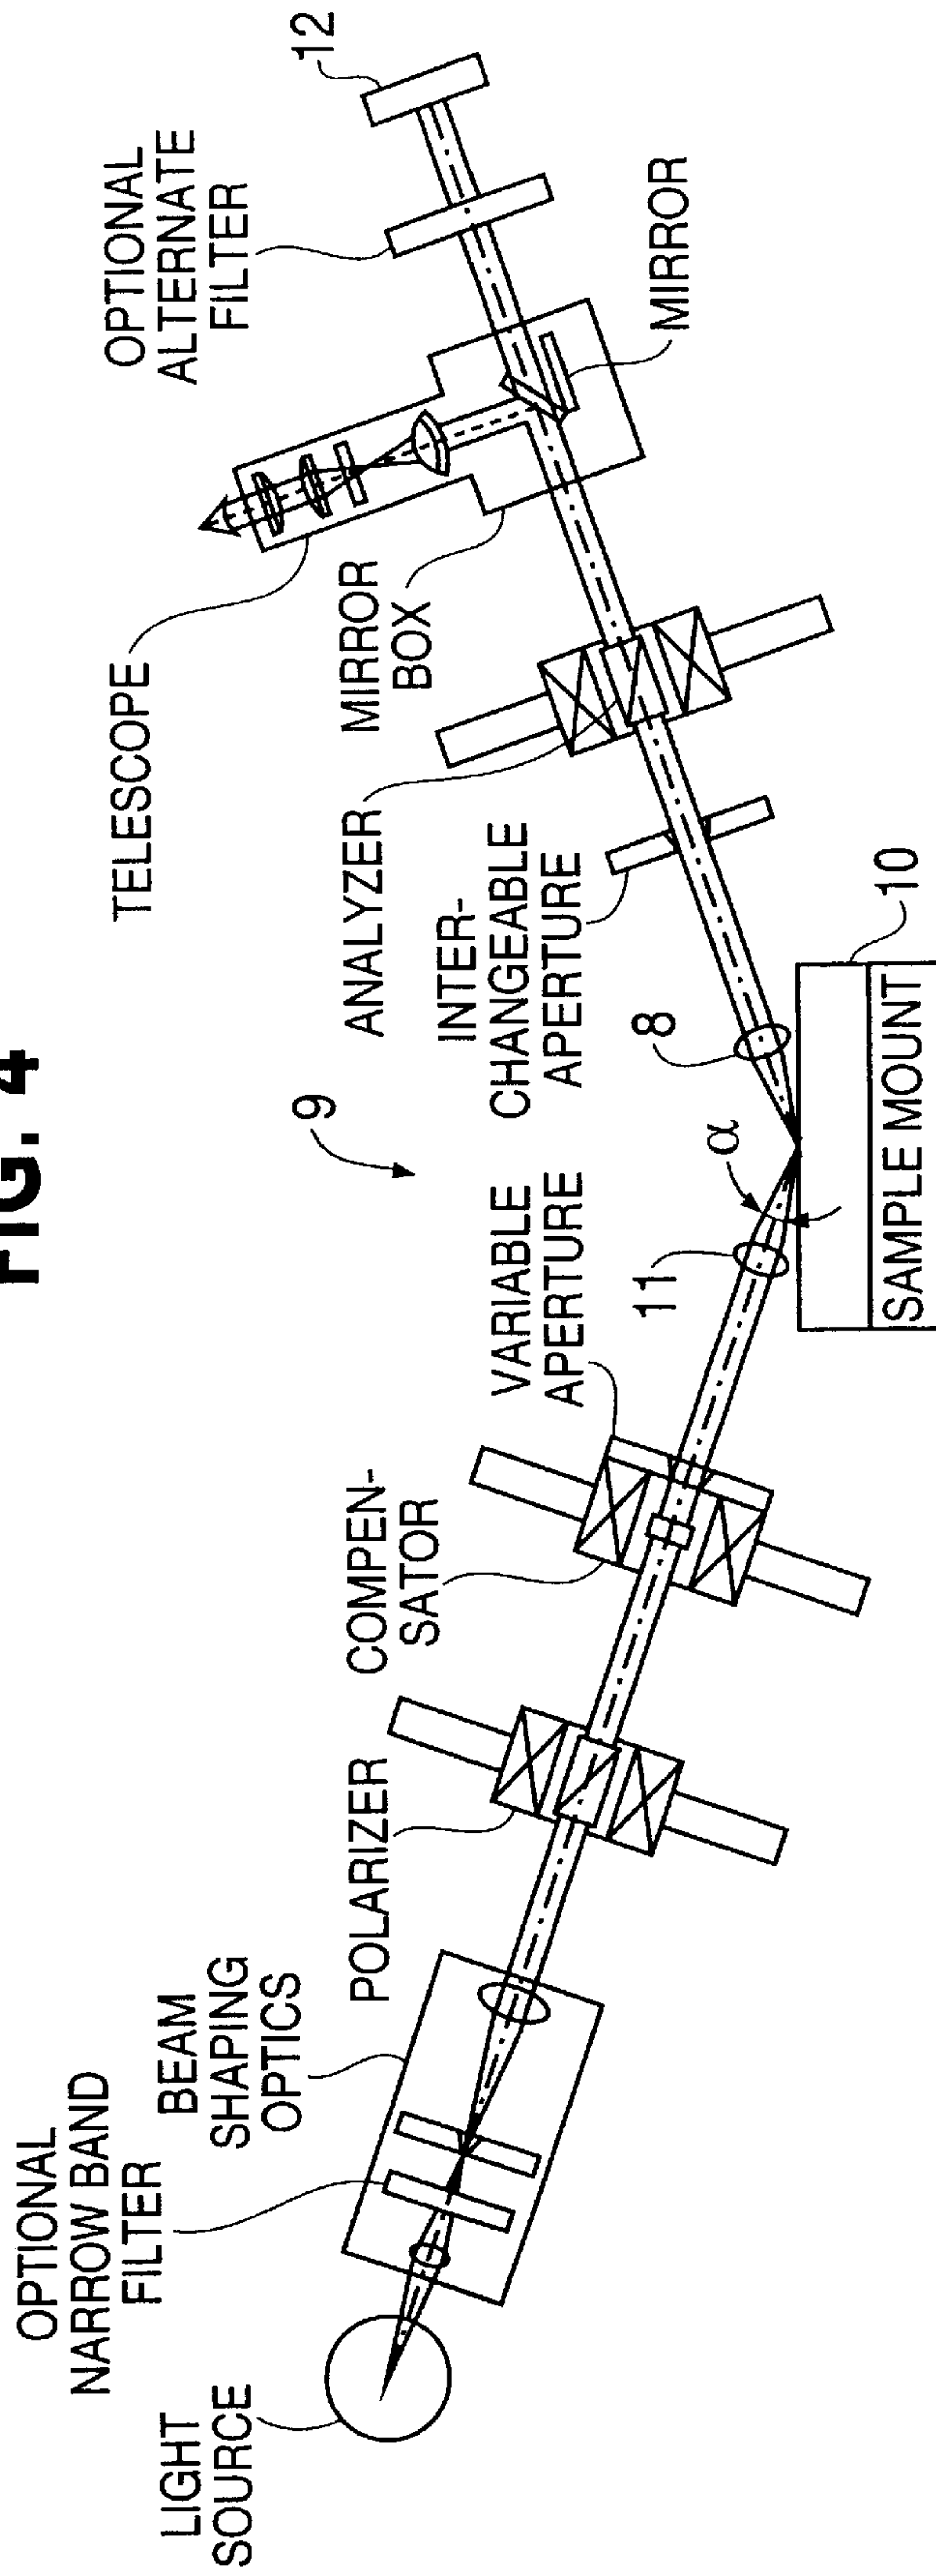 FIG. 4
LIGHT
SOURCE
OPTIONAL
NARROW BAND
FILTER
BEAM
SHAPING
OPTICS
POLARIZER
COMPEN-
SATOR
VARIABLE
APERTURE
11
9
α
8
10
SAMPLE MOUNT
INTER-
CHANGEABLE
APERTURE
ANALYZER
MIRROR
BOX
TELESCOPE
MIRROR
OPTIONAL
ALTERNATE
FILTER
12